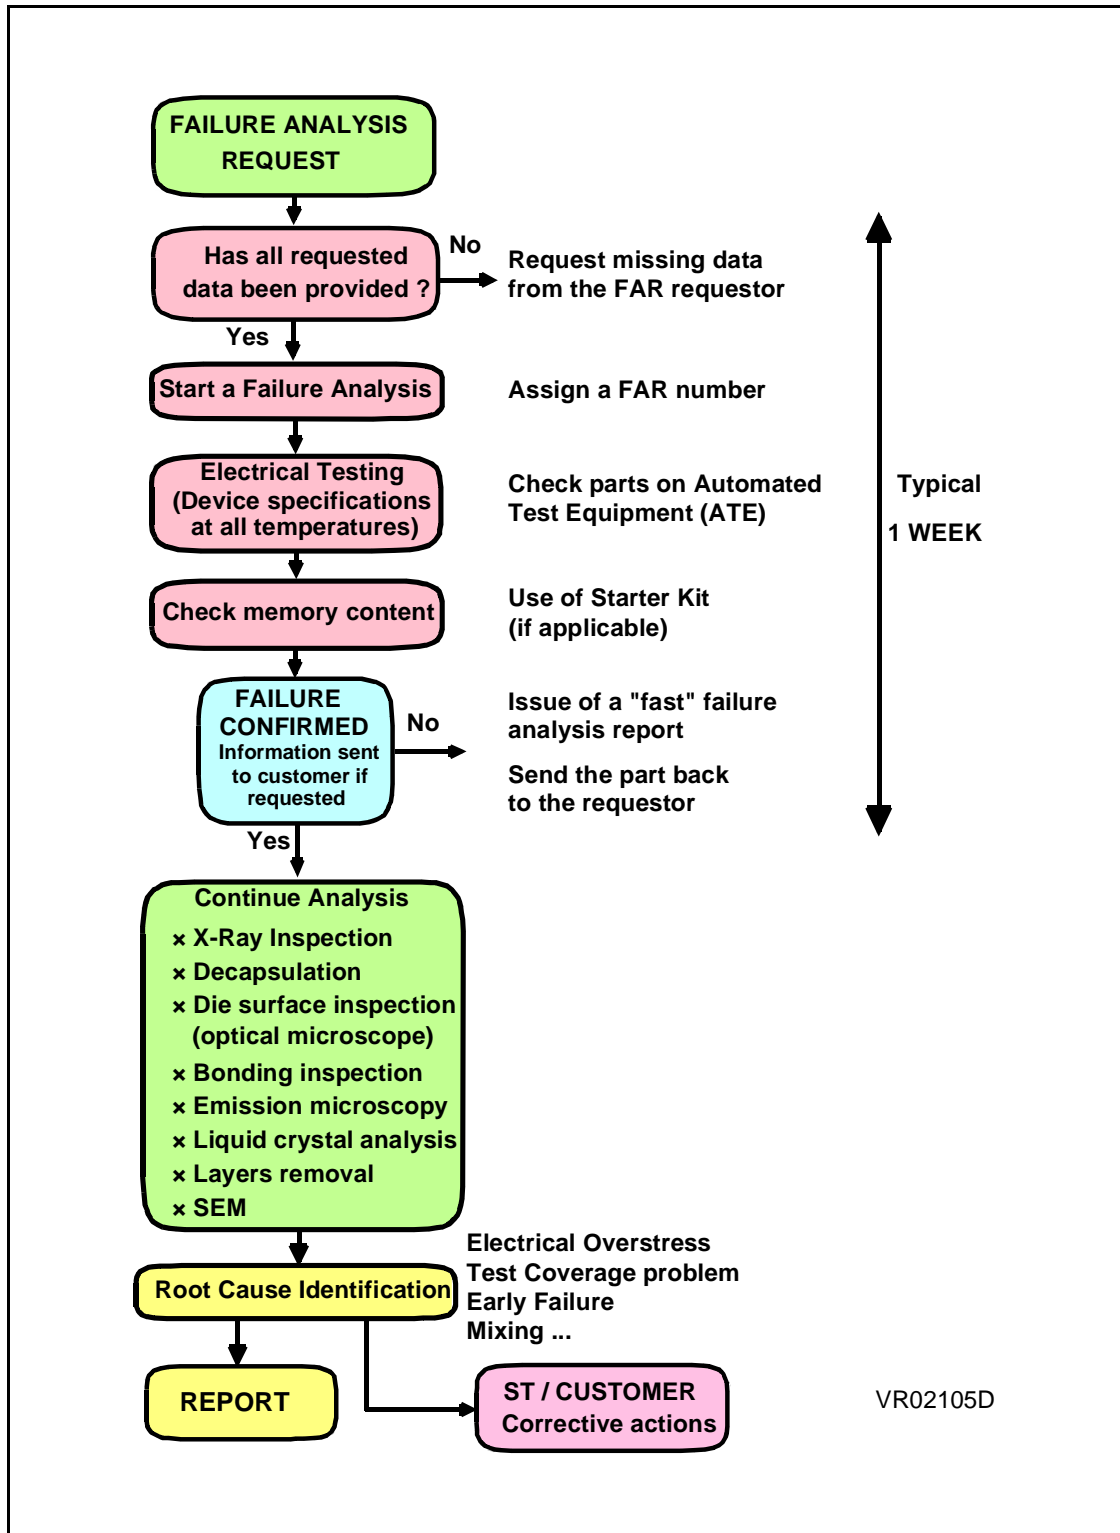 FAILURE ANALYSIS
REQUEST
Has all requested
data been provided ?
No
Request missing data
from the FAR requestor
Yes
Start a Failure Analysis
Assign a FAR number
Electrical Testing
(Device specifications
at all temperatures)
Check parts on Automated
Test Equipment (ATE)
Typical
1 WEEK
Check memory content
Use of Starter Kit
(if applicable)
FAILURE
CONFIRMED
Information sent
to customer if
requested
No
Issue of a "fast" failure
analysis report
Send the part back
to the requestor
Yes
Continue Analysis
× X-Ray Inspection
× Decapsulation
× Die surface inspection
(optical microscope)
× Bonding inspection
× Emission microscopy
× Liquid crystal analysis
× Layers removal
× SEM
Root Cause Identification
Electrical Overstress
Test Coverage problem
Early Failure
Mixing ...
REPORT
ST / CUSTOMER
Corrective actions
VR02105D